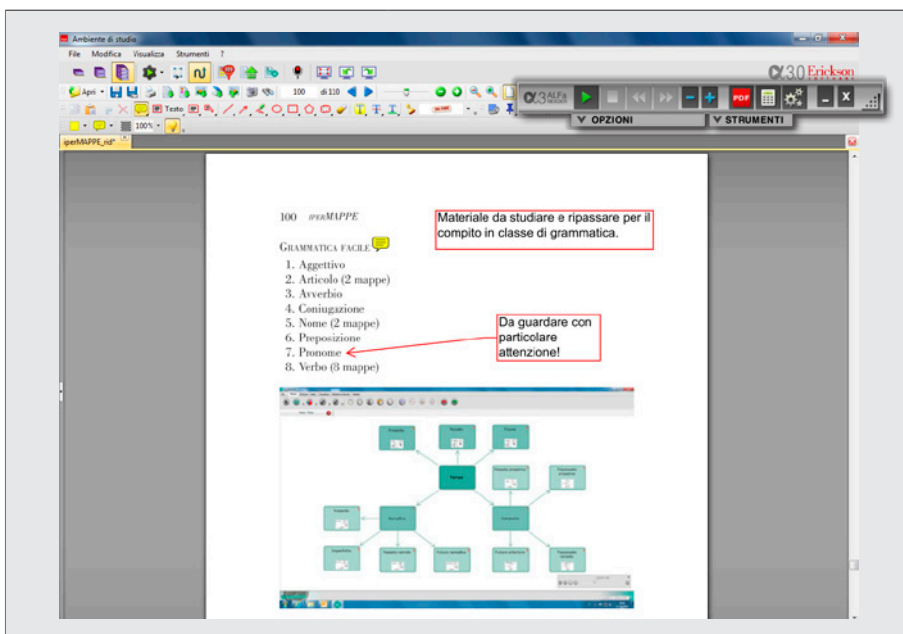 Ambiente di studio
File Modifica Visualizza Strumenti ?
α3.0 Erickson
Apri
100 di 110
α3 ALFa READER
PDF
OPZIONI
STRUMENTI
Testo
100%
iperMAPPE_rid*
100 iperMAPPE
Materiale da studiare e ripassare per il
compito in classe di grammatica.
GRAMMATICA FACILE
1. Aggettivo
2. Articolo (2 mappe)
3. Avverbio
4. Coniugazione
5. Nome (2 mappe)
6. Preposizione
7. Pronome
8. Verbo (8 mappe)
Da guardare con
particolare
attenzione!